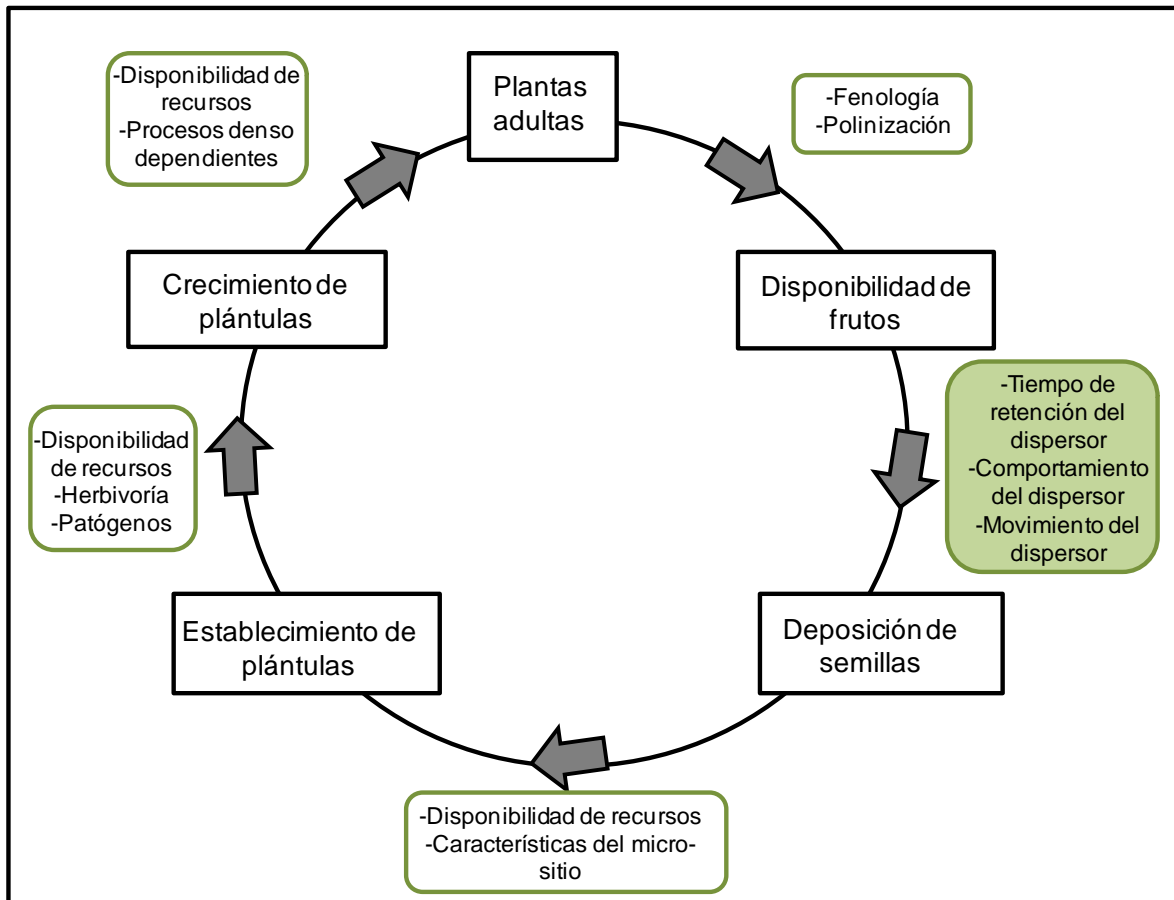 Plantas
adultas
-Fenología
-Polinización
Disponibilidad de
frutos
-Tiempo de
retención del
dispersor
-Comportamiento
del dispersor
-Movimiento del
dispersor
Deposición de
semillas
-Disponibilidad de recursos
-Características del micro-
sitio
Establecimiento de
plántulas
-Disponibilidad
de recursos
-Herbivoría
-Patógenos
Crecimiento de
plántulas
-Disponibilidad de
recursos
-Procesos denso
dependientes